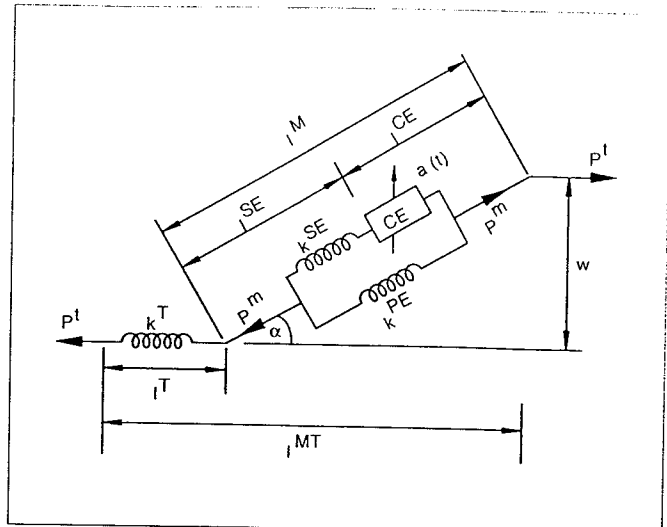 l^M
l^CE
l^SE
a (t)
P^t
k^SE
CE
P^m
w
P^m
k^PE
k^T
P^t
α
l^T
l^MT